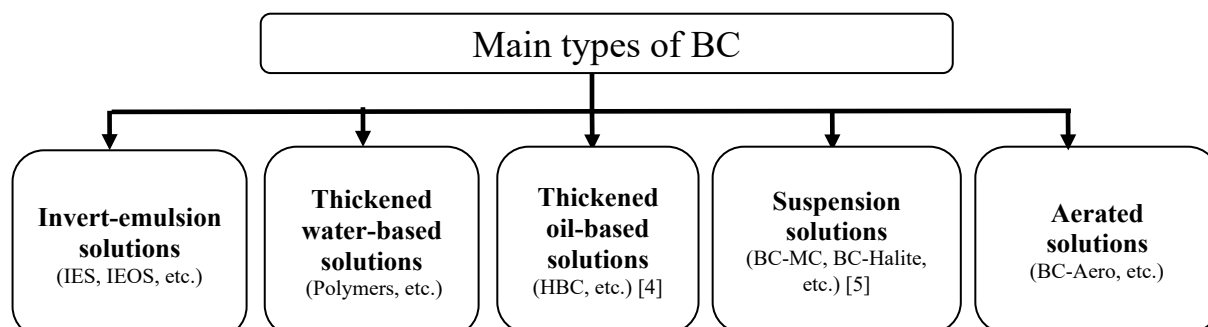 Main types of BC
Invert-emulsion
solutions
(IES, IEOS, etc.)
Thickened
water-based
solutions
(Polymers, etc.)
Thickened
oil-based
solutions
(HBC, etc.) [4]
Suspension
solutions
(BC-MC, BC-Halite,
etc.) [5]
Aerated
solutions
(BC-Aero, etc.)